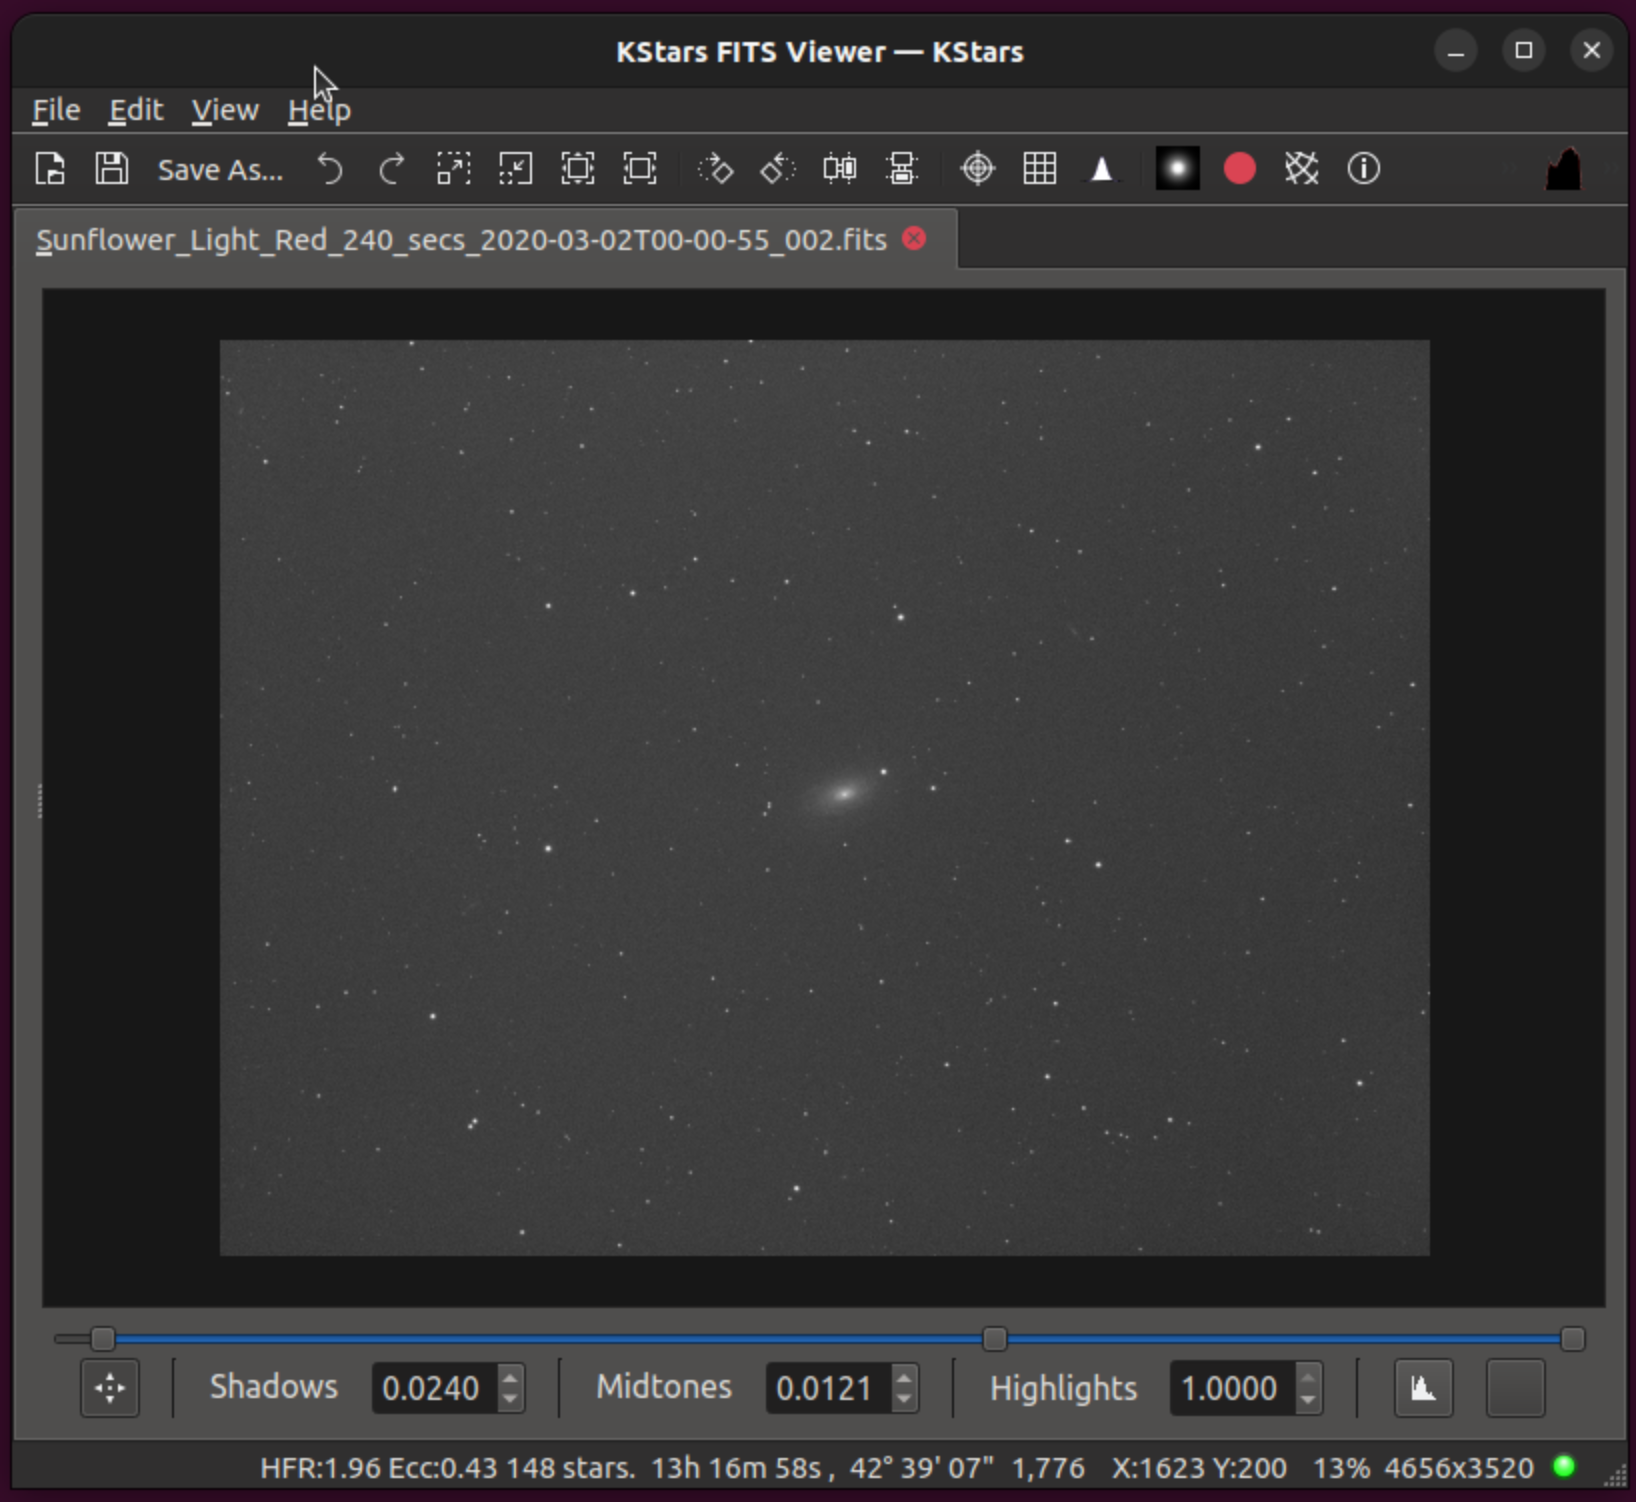 KStars FITS Viewer — KStars
File Edit View Help
Save As...
Sunflower_Light_Red_240_secs_2020-03-02T00-00-55_002.fits
Shadows 0.0240 Midtones 0.0121 Highlights 1.0000
HFR:1.96 Ecc:0.43 148 stars. 13h 16m 58s , 42° 39' 07" 1,776 X:1623 Y:200 13% 4656x3520